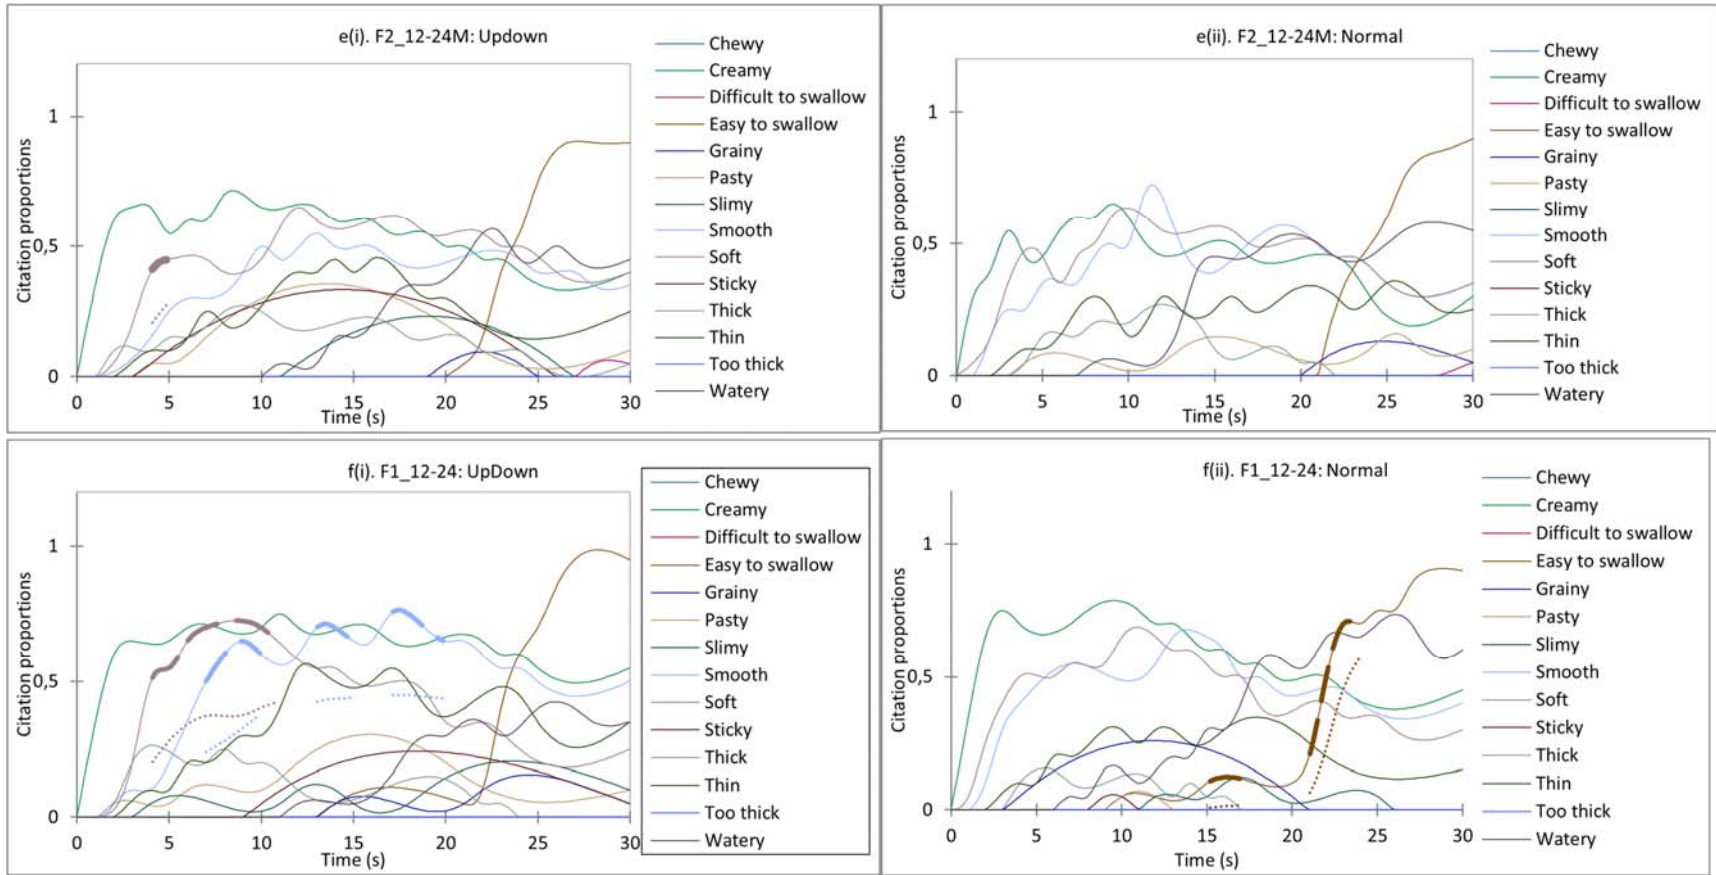 e(i). F2_12-24M: Updown
Citation proportions
1
0,5
0
0 5 10 15 20 25 30
Time (s)
Chewy
Creamy
Difficult to swallow
Easy to swallow
Grainy
Pasty
Slimy
Smooth
Soft
Sticky
Thick
Thin
Too thick
Watery
e(ii). F2_12-24M: Normal
Citation proportions
1
0,5
0
0 5 10 15 20 25 30
Time (s)
Chewy
Creamy
Difficult to swallow
Easy to swallow
Grainy
Pasty
Slimy
Smooth
Soft
Sticky
Thick
Thin
Too thick
Watery
f(i). F1_12-24: UpDown
Citation proportions
1
0,5
0
0 5 10 15 20 25 30
Time (s)
Chewy
Creamy
Difficult to swallow
Easy to swallow
Grainy
Pasty
Slimy
Smooth
Soft
Sticky
Thick
Thin
Too thick
Watery
f(ii). F1_12-24: Normal
Citation proportions
1
0,5
0
0 5 10 15 20 25 30
Time (s)
Chewy
Creamy
Difficult to swallow
Easy to swallow
Grainy
Pasty
Slimy
Smooth
Soft
Sticky
Thick
Thin
Too thick
Watery